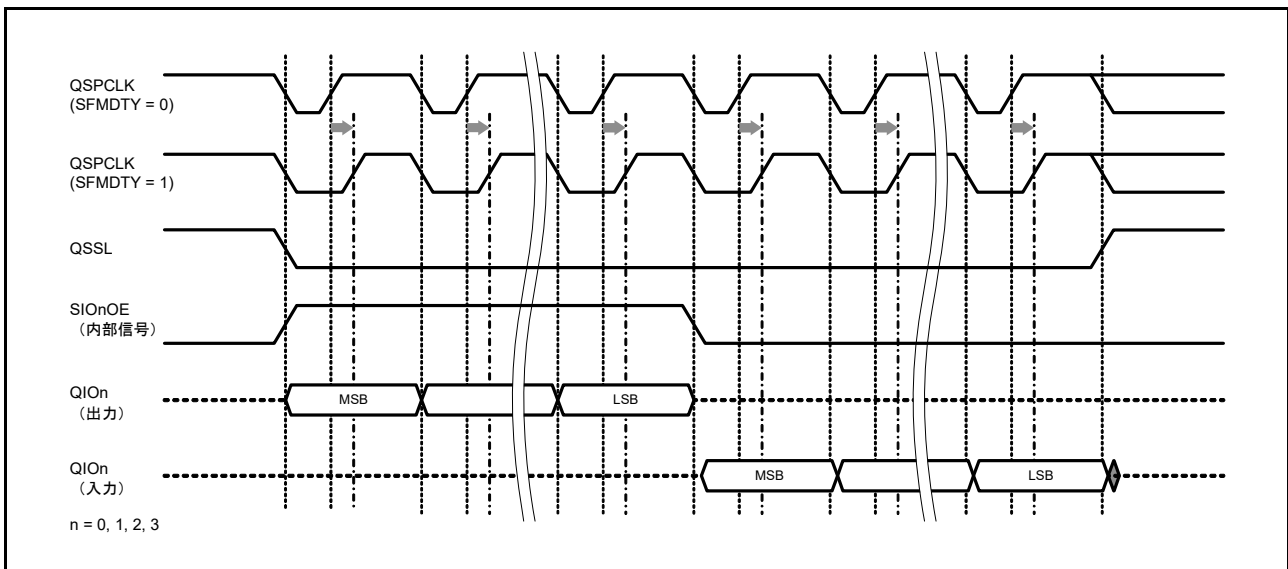 QSPCLK
(SFMDTY = 0)
QSPCLK
(SFMDTY = 1)
QSSL
SIOnOE
(内部信号)
QIOn
(出力)
MSB
LSB
QIOn
(入力)
MSB
LSB
n = 0, 1, 2, 3